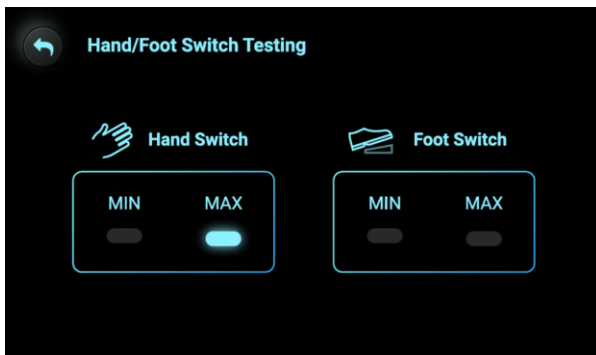 Hand/Foot Switch Testing
Hand Switch
Foot Switch
MIN MAX
MIN MAX